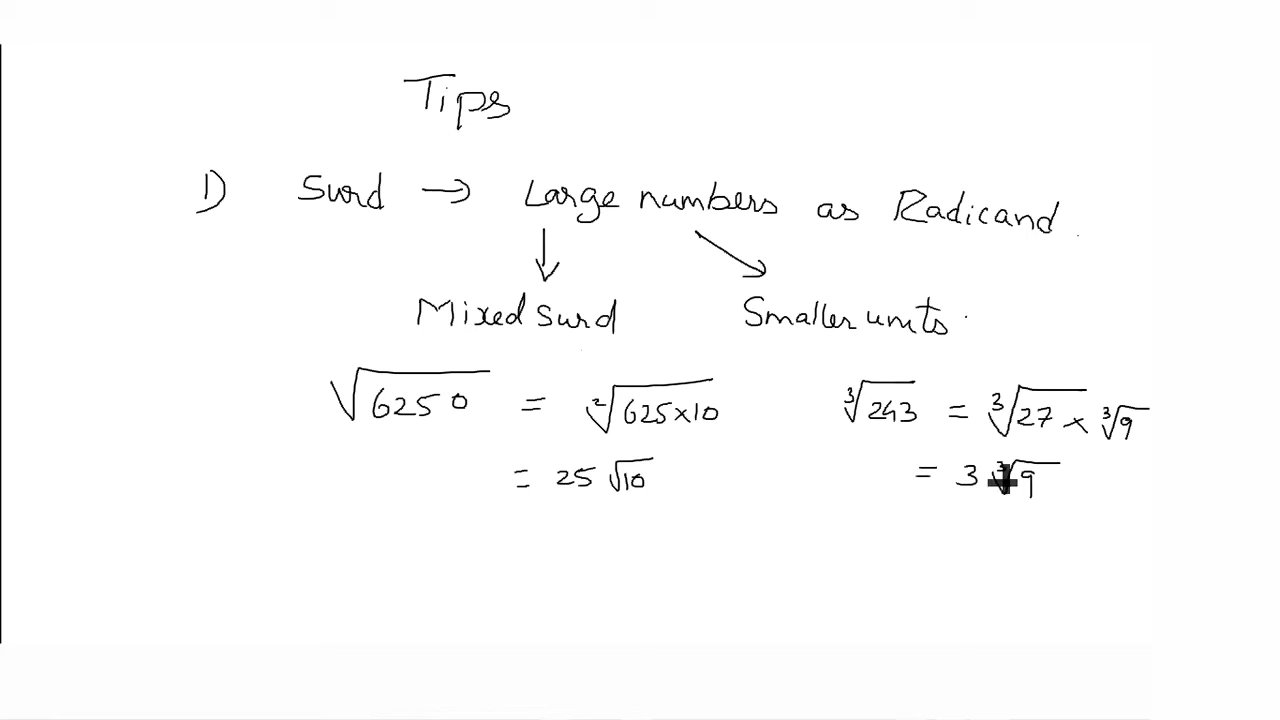 Tips
1) Surd → Large numbers as Radicand.
↓ ↘
Mixed Surd Smaller units.
√6250 = ²√625×10 ³√243 = ³√27 × ³√9
= 25 √10 = 3 ³√9